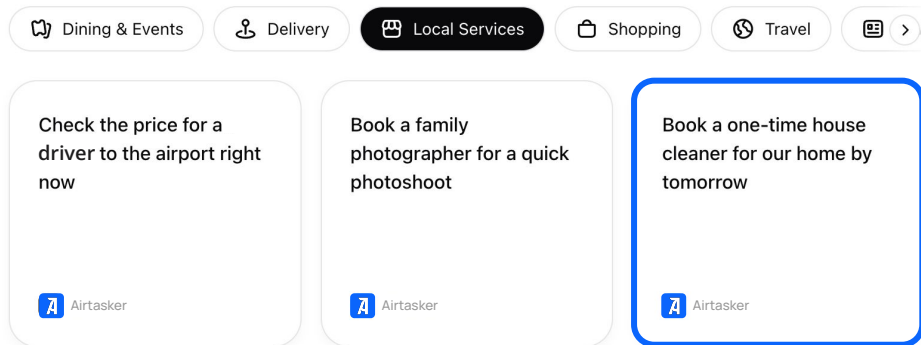 Dining & Events
Delivery
Local Services
Shopping
Travel
Check the price for a
driver to the airport right
now
Airtasker
Book a family
photographer for a quick
photoshoot
Airtasker
Book a one-time house
cleaner for our home by
tomorrow
Airtasker